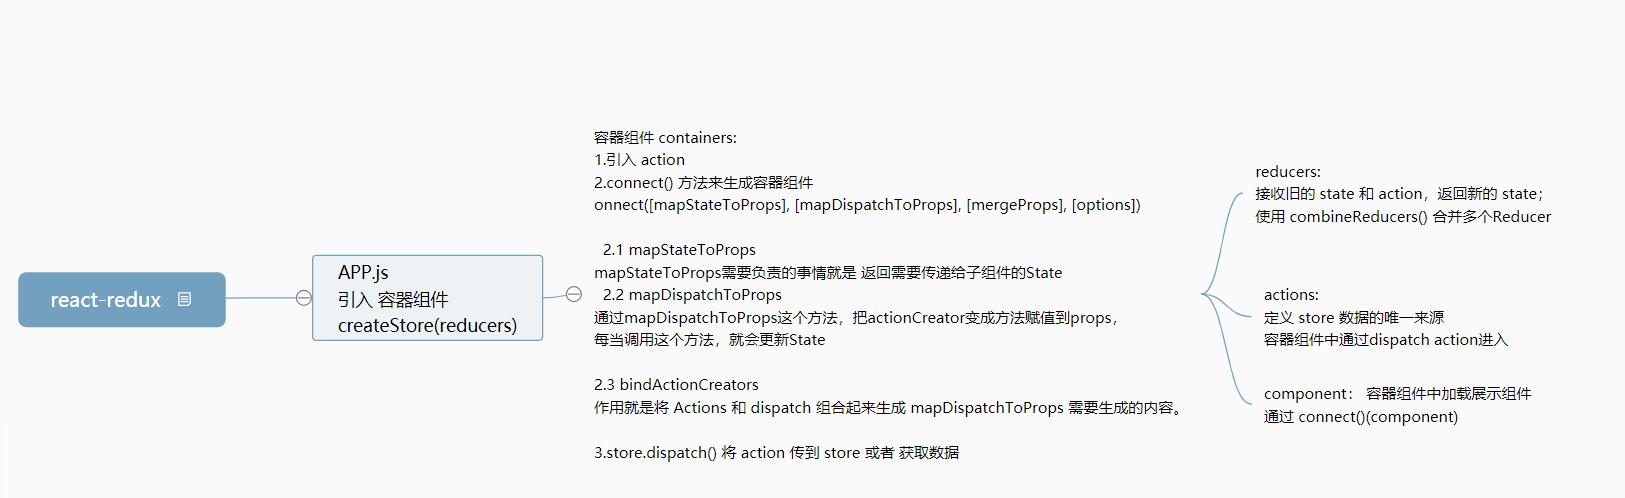 react-redux
APP.js
引入 容器组件
createStore(reducers)
容器组件 containers:
1.引入 action
2.connect() 方法来生成容器组件
onnect([mapStateToProps], [mapDispatchToProps], [mergeProps], [options])
2.1 mapStateToProps
mapStateToProps需要负责的事情就是 返回需要传递给子组件的State
2.2 mapDispatchToProps
通过mapDispatchToProps这个方法，把actionCreator变成方法赋值到props，
每当调用这个方法，就会更新State
2.3 bindActionCreators
作用就是将 Actions 和 dispatch 组合起来生成 mapDispatchToProps 需要生成的内容。
3.store.dispatch() 将 action 传到 store 或者 获取数据
reducers:
接收旧的 state 和 action，返回新的 state；
使用 combineReducers() 合并多个Reducer
actions:
定义 store 数据的唯一来源
容器组件中通过dispatch action进入
component： 容器组件中加载展示组件
通过 connect()(component)